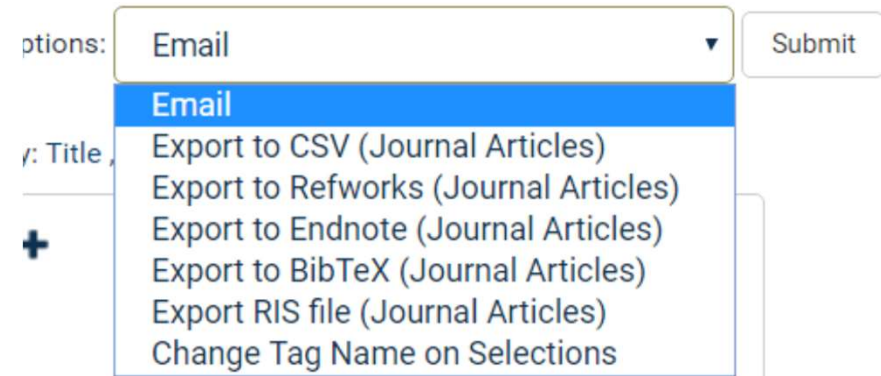 ptions: Email Submit
Email
y: Title ,
Export to CSV (Journal Articles)
Export to Refworks (Journal Articles)
Export to Endnote (Journal Articles)
Export to BibTeX (Journal Articles)
Export RIS file (Journal Articles)
Change Tag Name on Selections